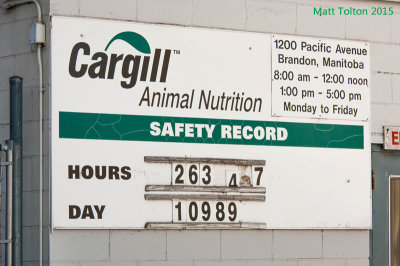 Matt Tolton 2015
Cargill™
Animal Nutrition
1200 Pacific Avenue
Brandon, Manitoba
8:00 am - 12:00 noon
1:00 pm - 5:00 pm
Monday to Friday
SAFETY RECORD
HOURS 263 4 7
DAY 10989